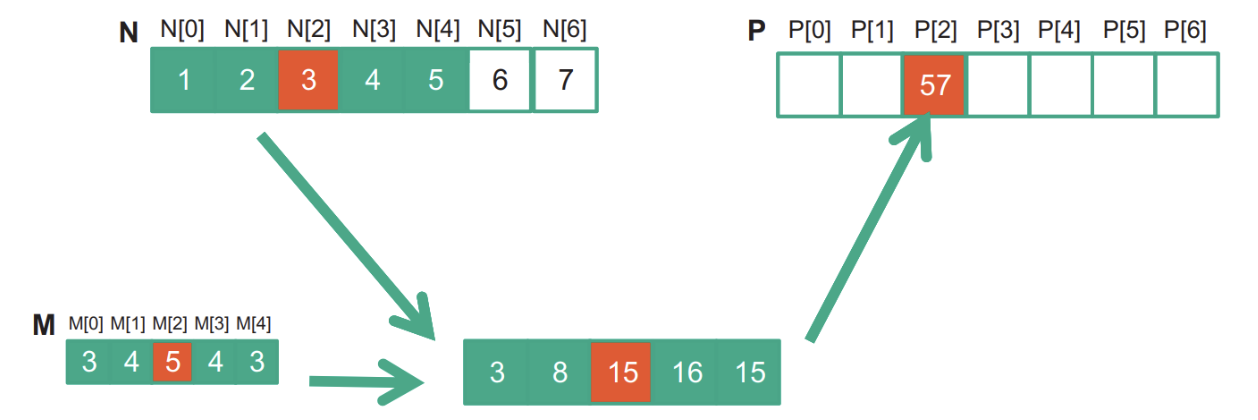 N N[0] N[1] N[2] N[3] N[4] N[5] N[6]
1 2 3 4 5 6 7
P P[0] P[1] P[2] P[3] P[4] P[5] P[6]
57
M M[0] M[1] M[2] M[3] M[4]
3 4 5 4 3
3 8 15 16 15